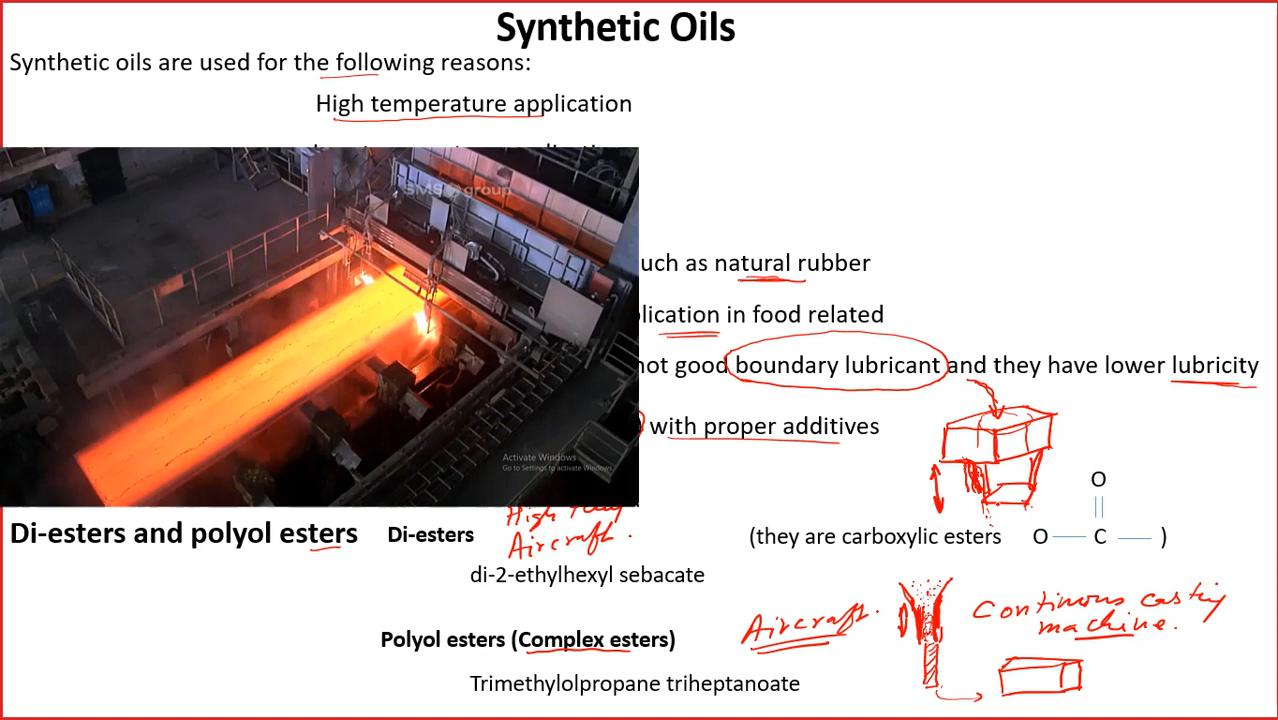 Synthetic Oils
Synthetic oils are used for the following reasons:
High temperature application
SMS group
uch as natural rubber
plication in food related
not good boundary lubricant and they have lower lubricity
with proper additives
Activate Windows
Go to Settings to activate Windows.
O
High
Di-esters and polyol esters Di-esters (they are carboxylic esters O C )
Aircraft.
di-2-ethylhexyl sebacate
Continuous casting
Aircraft. machine.
Polyol esters (Complex esters)
Trimethylolpropane triheptanoate